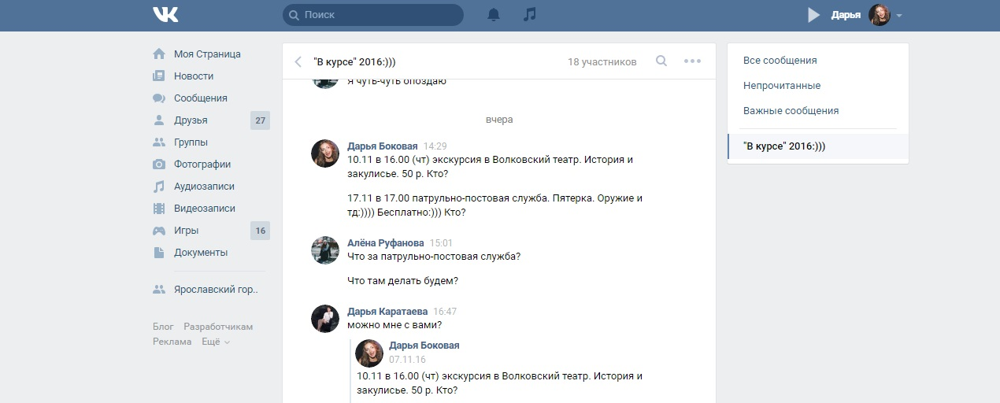 VK
Поиск
Дарья
Моя Страница
Новости
Сообщения
Друзья
27
Группы
Фотографии
Аудиозаписи
Видеозаписи
Игры
16
Документы
Ярославский гор..
Блог Разработчикам
Реклама Ещё
"В курсе" 2016:)))
18 участников
Я чуть-чуть опоздаю
вчера
Дарья Боковая 14:29
10.11 в 16.00 (чт) экскурсия в Волковский театр. История и
закулисье. 50 р. Кто?
17.11 в 17.00 патрульно-постовая служба. Пятерка. Оружие и
тд:)))) Бесплатно:))) Кто?
Алёна Руфанова 15:01
Что за патрульно-постовая служба?
Что там делать будем?
Дарья Каратаева 16:47
можно мне с вами?
Дарья Боковая
07.11.16
10.11 в 16.00 (чт) экскурсия в Волковский театр. История и
закулисье. 50 р. Кто?
Все сообщения
Непрочитанные
Важные сообщения
"В курсе" 2016:)))